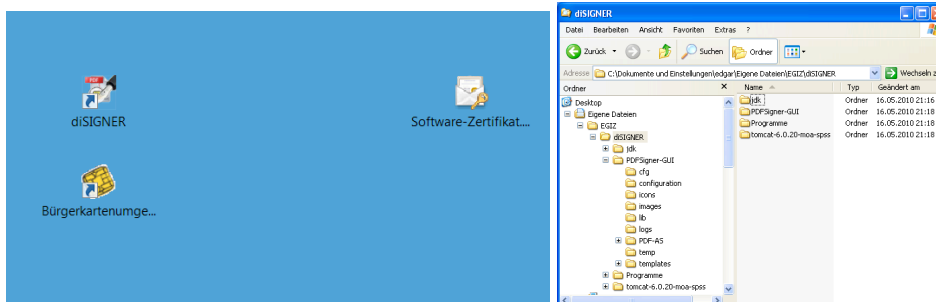 diSIGNER
Software-Zertifikat....
Bürgerkartenumge...
diSIGNER
Datei Bearbeiten Ansicht Favoriten Extras ?
Zurück Suchen Ordner
Adresse C:\Dokumente und Einstellungen\edgar\Eigene Dateien\EGIZ\diSIGNER Wechseln z
Ordner X Name Typ Geändert am
Desktop
Eigene Dateien
EGIZ
diSIGNER
jdk
PDFSigner-GUI
cfg
configuration
icons
images
lib
logs
PDF-AS
temp
templates
Programme
tomcat-6.0.20-moa-spss
jdk Ordner 16.05.2010 21:16
PDFSigner-GUI Ordner 16.05.2010 21:18
Programme Ordner 16.05.2010 21:18
tomcat-6.0.20-moa-spss Ordner 16.05.2010 21:18